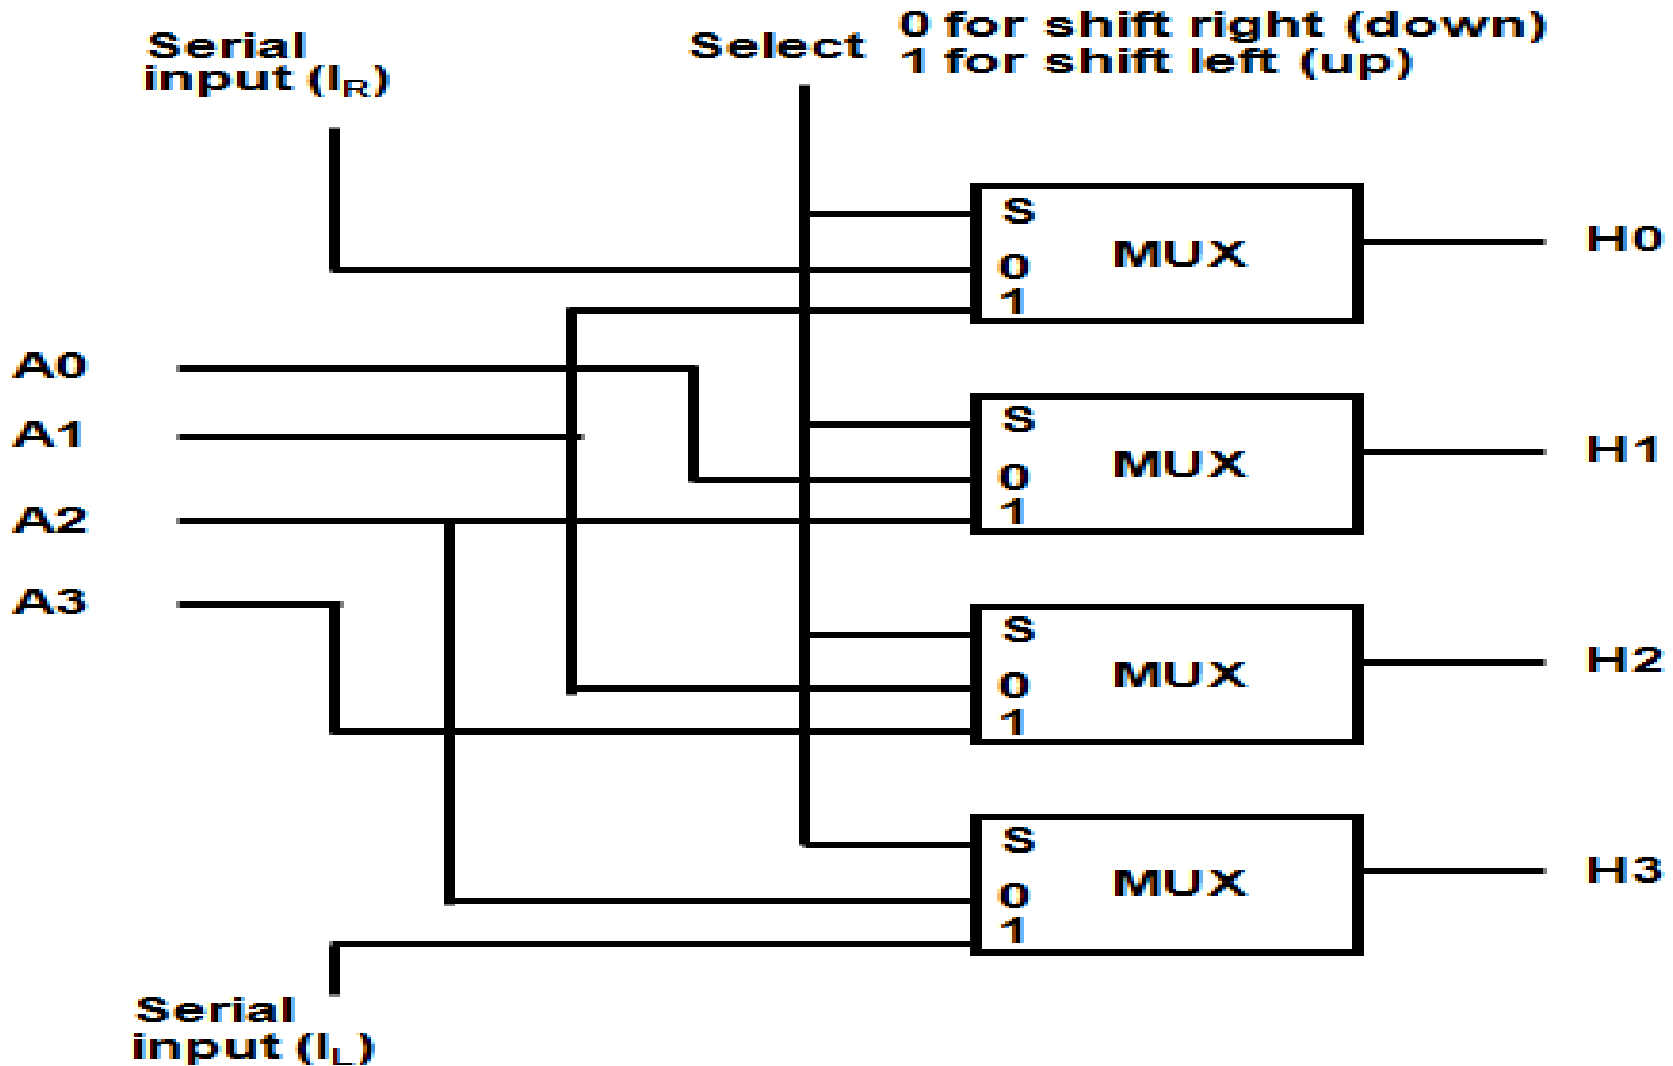 Serial
input (IR)
Select
0 for shift right (down)
1 for shift left (up)
S
0
1
MUX
H0
A0
A1
A2
A3
S
0
1
MUX
H1
S
0
1
MUX
H2
S
0
1
MUX
H3
Serial
input (IL)